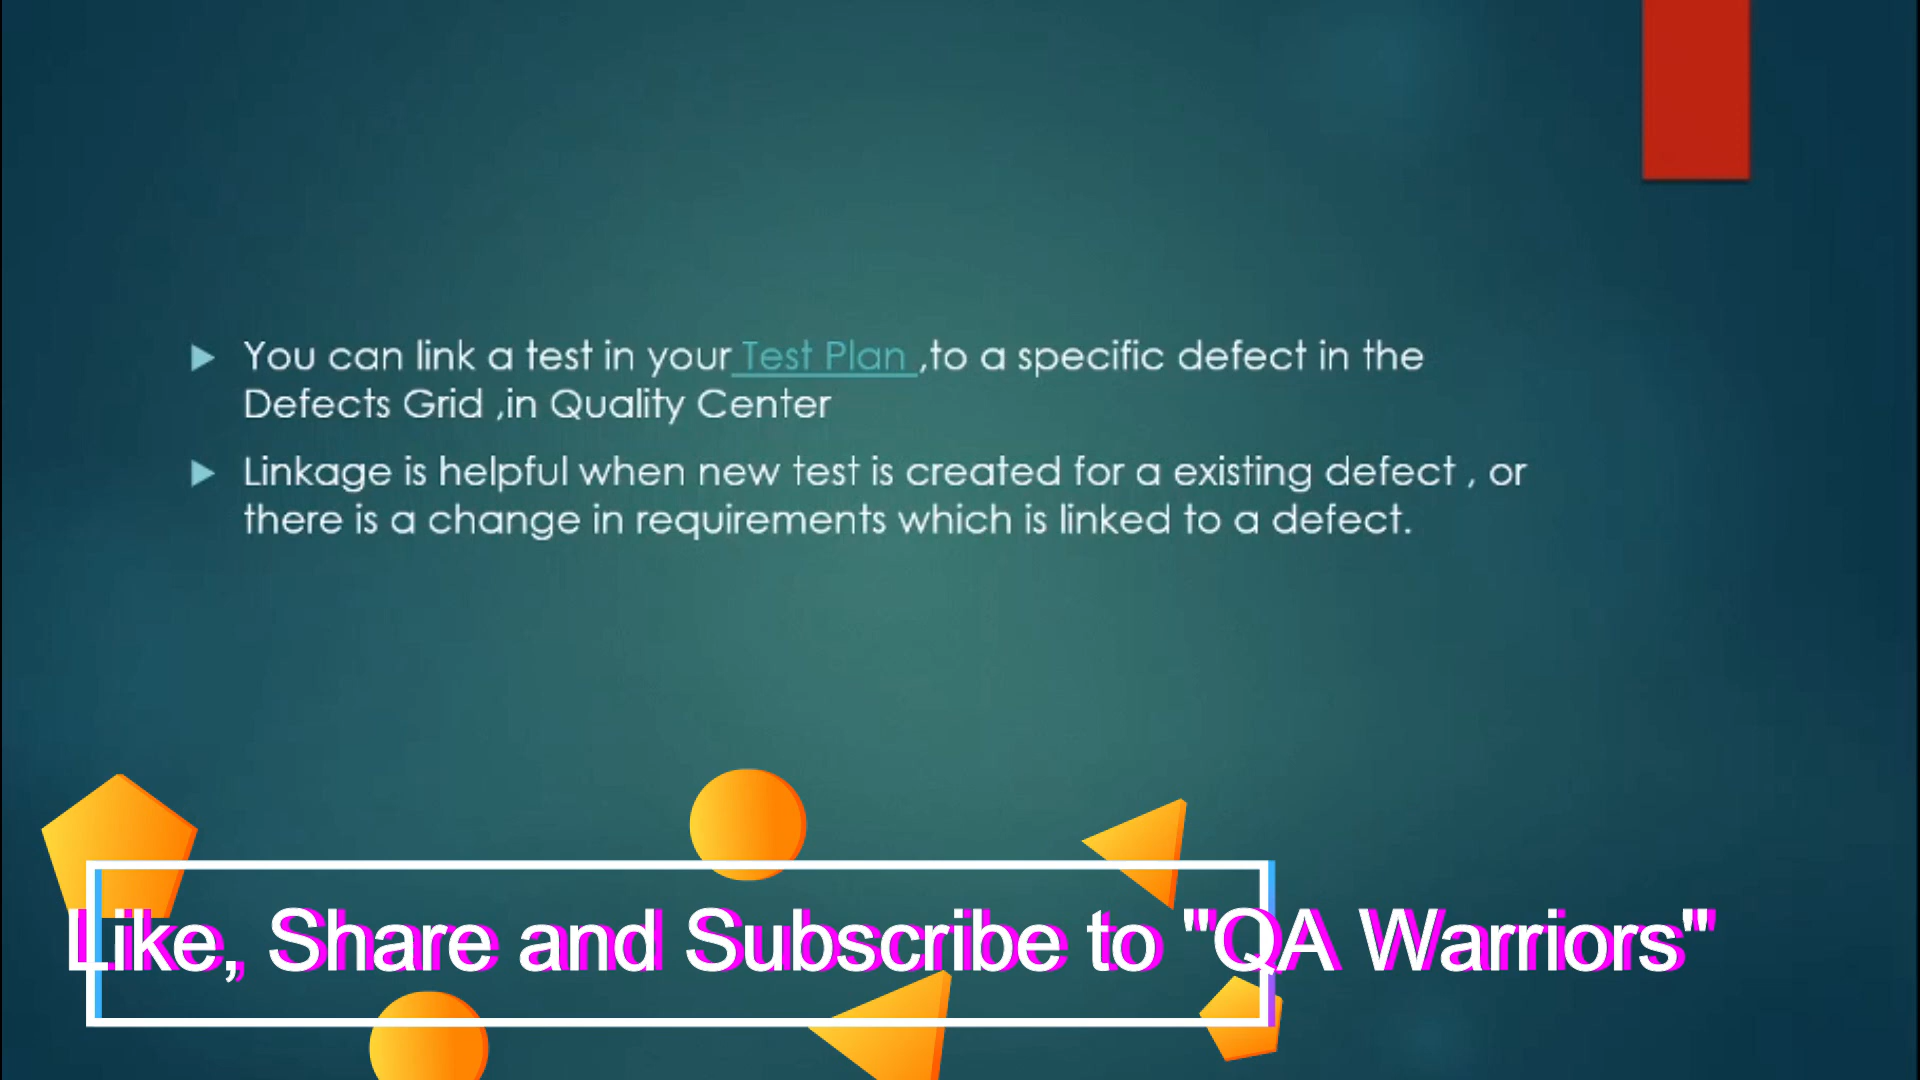 You can link a test in your Test Plan ,to a specific defect in the
Defects Grid ,in Quality Center
Linkage is helpful when new test is created for a existing defect , or
there is a change in requirements which is linked to a defect.
Like, Share and Subscribe to "QA Warriors"